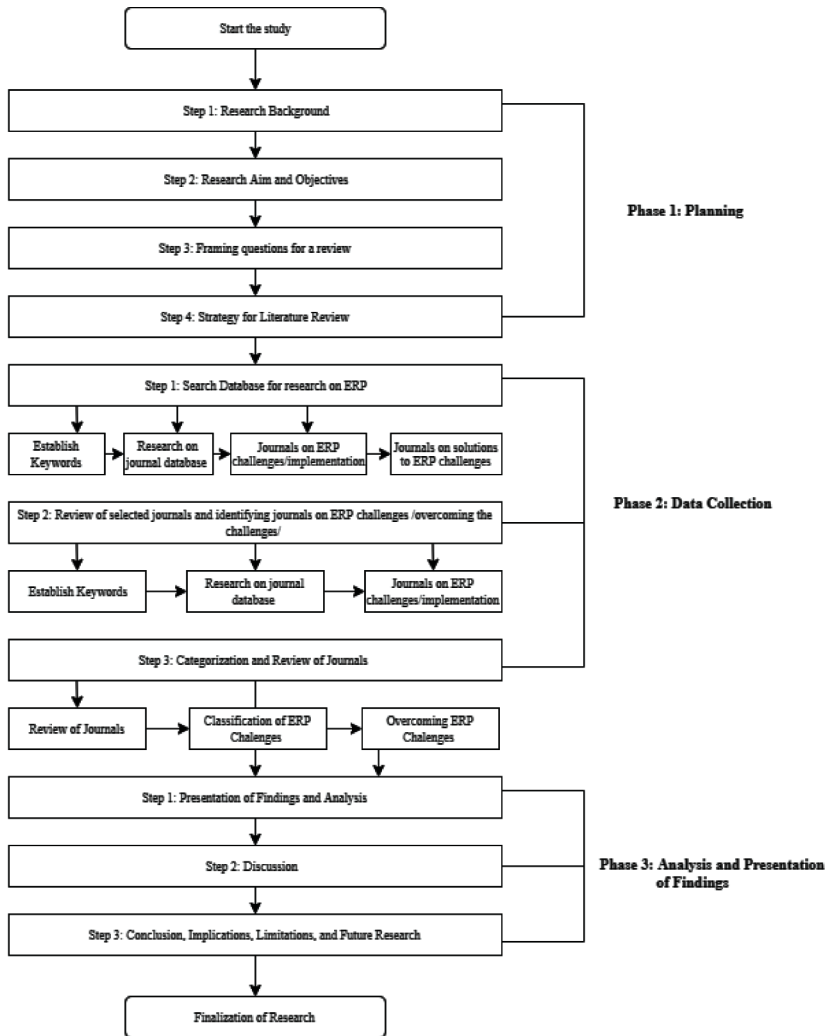 Start the study
Step 1: Research Background
Step 2: Research Aim and Objectives
Phase 1: Planning
Step 3: Framing questions for a review
Step 4: Strategy for Literature Review
Step 1: Search Database for research on ERP
Establish
Keywords
Research on
journal database
Journals on ERP
challenges/implementation
Journals on solutions
to ERP challenges
Phase 2: Data Collection
Step 2: Review of selected journals and identifying journals on ERP challenges /overcoming the
challenges/
Establish Keywords
Research on journal
database
Journals on ERP
challenges/implementation
Step 3: Categorization and Review of Journals
Review of Journals
Classification of ERP
Chalenges
Overcoming ERP
Chalenges
Step 1: Presentation of Findings and Analysis
Step 2: Discussion
Phase 3: Analysis and Presentation
of Findings
Step 3: Conclusion, Implications, Limitations, and Future Research
Finalization of Research